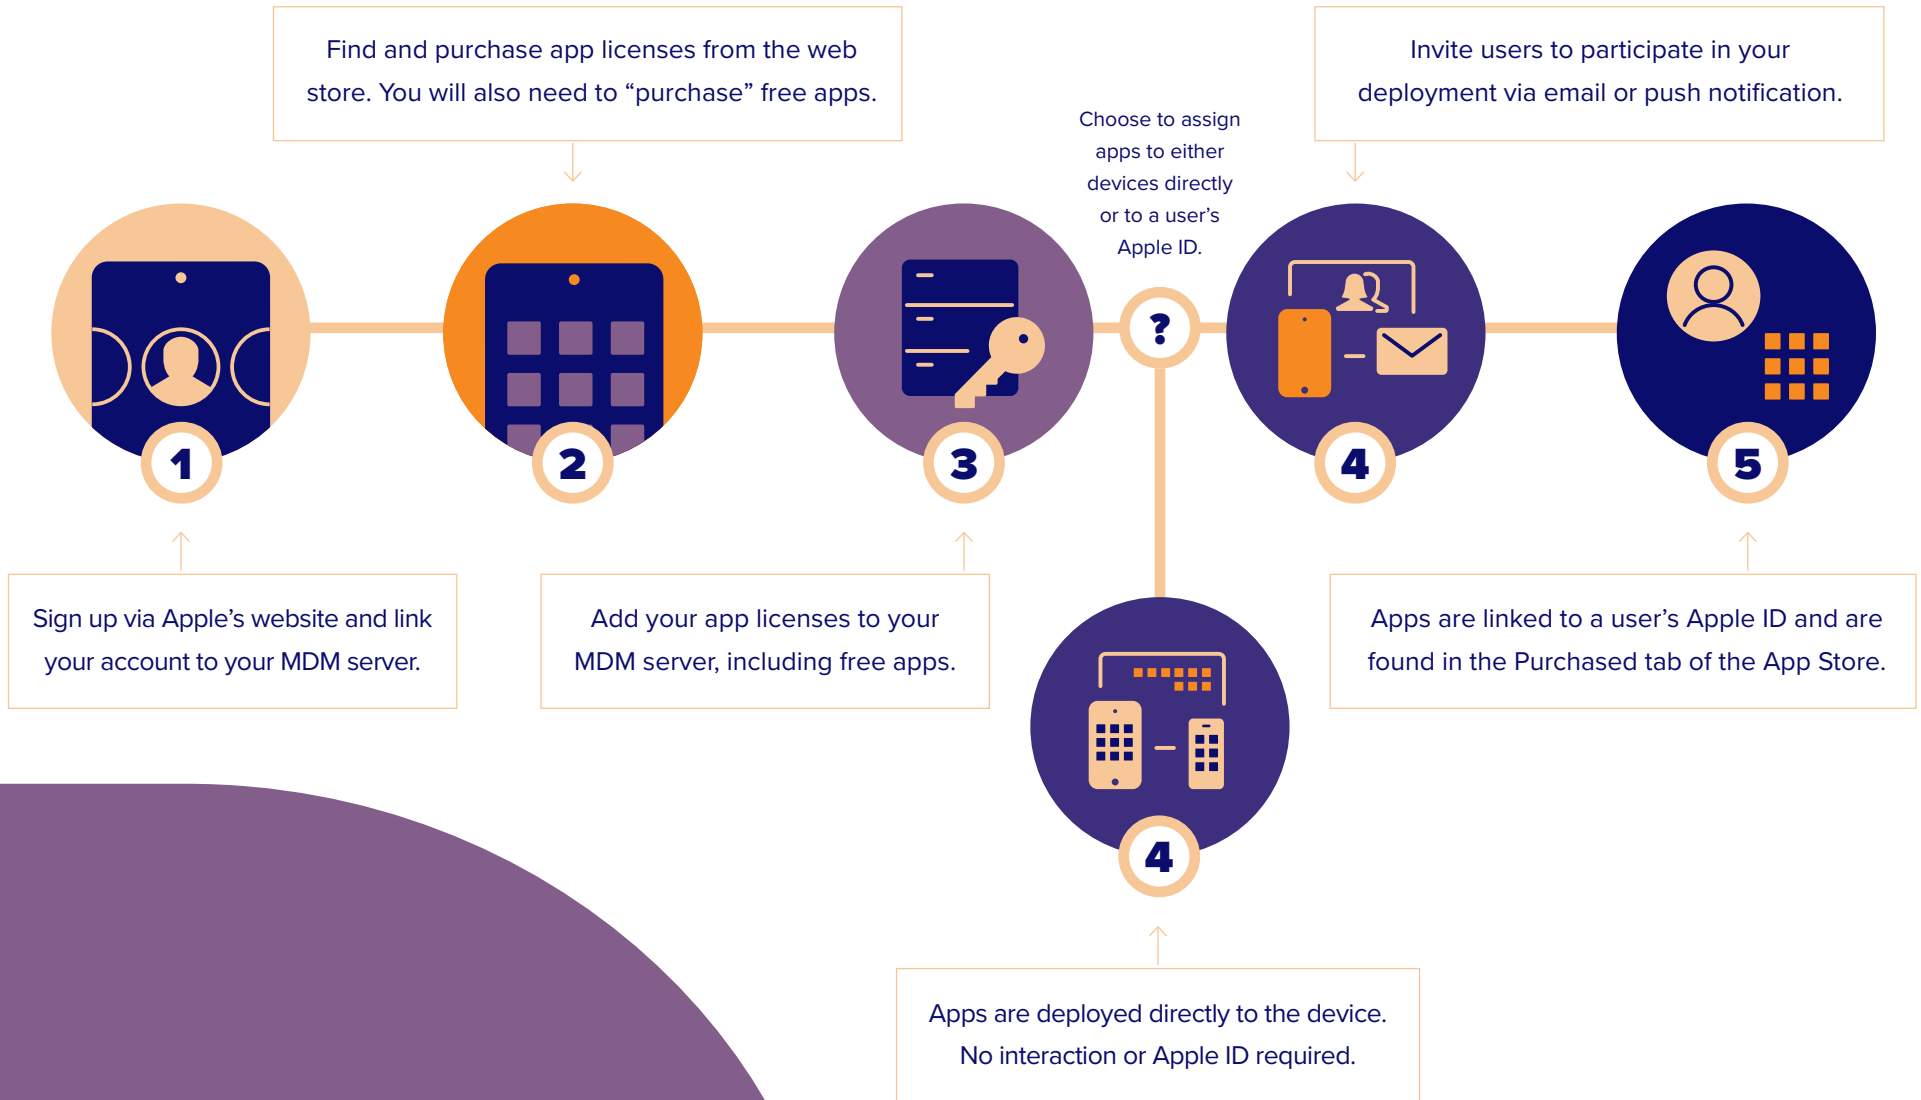 Find and purchase app licenses from the web
store. You will also need to “purchase” free apps.
Invite users to participate in your
deployment via email or push notification.
Choose to assign
apps to either
devices directly
or to a user’s
Apple ID.
?
1
2
3
4
5
Sign up via Apple’s website and link
your account to your MDM server.
Add your app licenses to your
MDM server, including free apps.
Apps are linked to a user’s Apple ID and are
found in the Purchased tab of the App Store.
4
Apps are deployed directly to the device.
No interaction or Apple ID required.